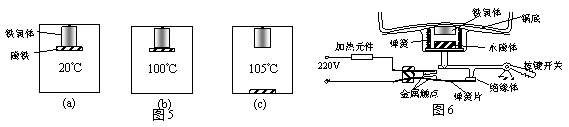 铁氧体
磁铁
20℃
(a)
100℃
(b)
105℃
(c)
图5
铁氧体
锅底
弹簧
永磁体
加热元件
220V
按键开关
金属触点
弹簧片
绝缘体
图6